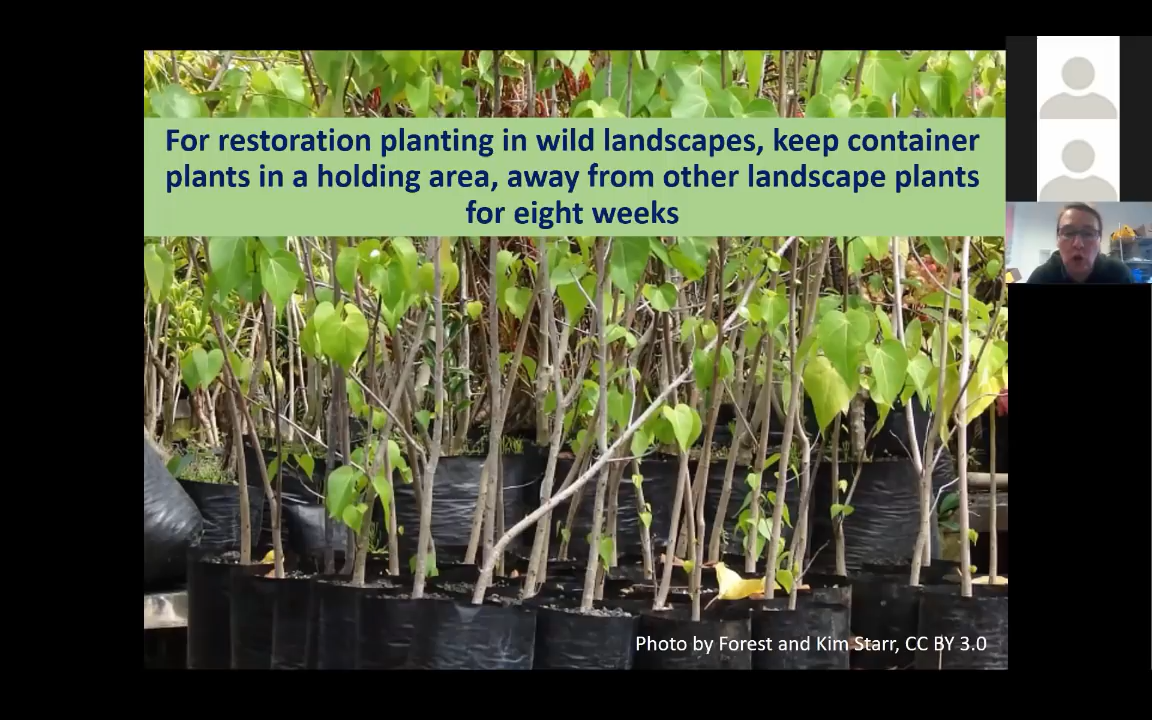 For restoration planting in wild landscapes, keep container
plants in a holding area, away from other landscape plants
for eight weeks
Photo by Forest and Kim Starr, CC BY 3.0